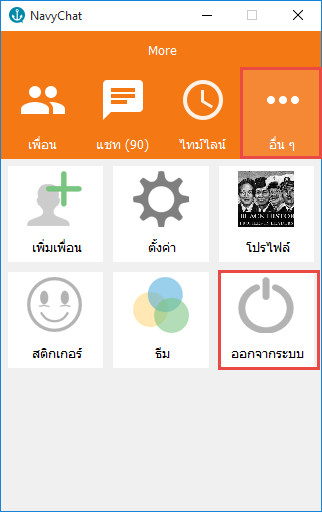 NavyChat
More
เพื่อน
แชท (90)
ไทม์ไลน์
อื่น ๆ
เพิ่มเพื่อน
ตั้งค่า
โปรไฟล์
BLACK HISTORY
สติกเกอร์
ธีม
ออกจากระบบ